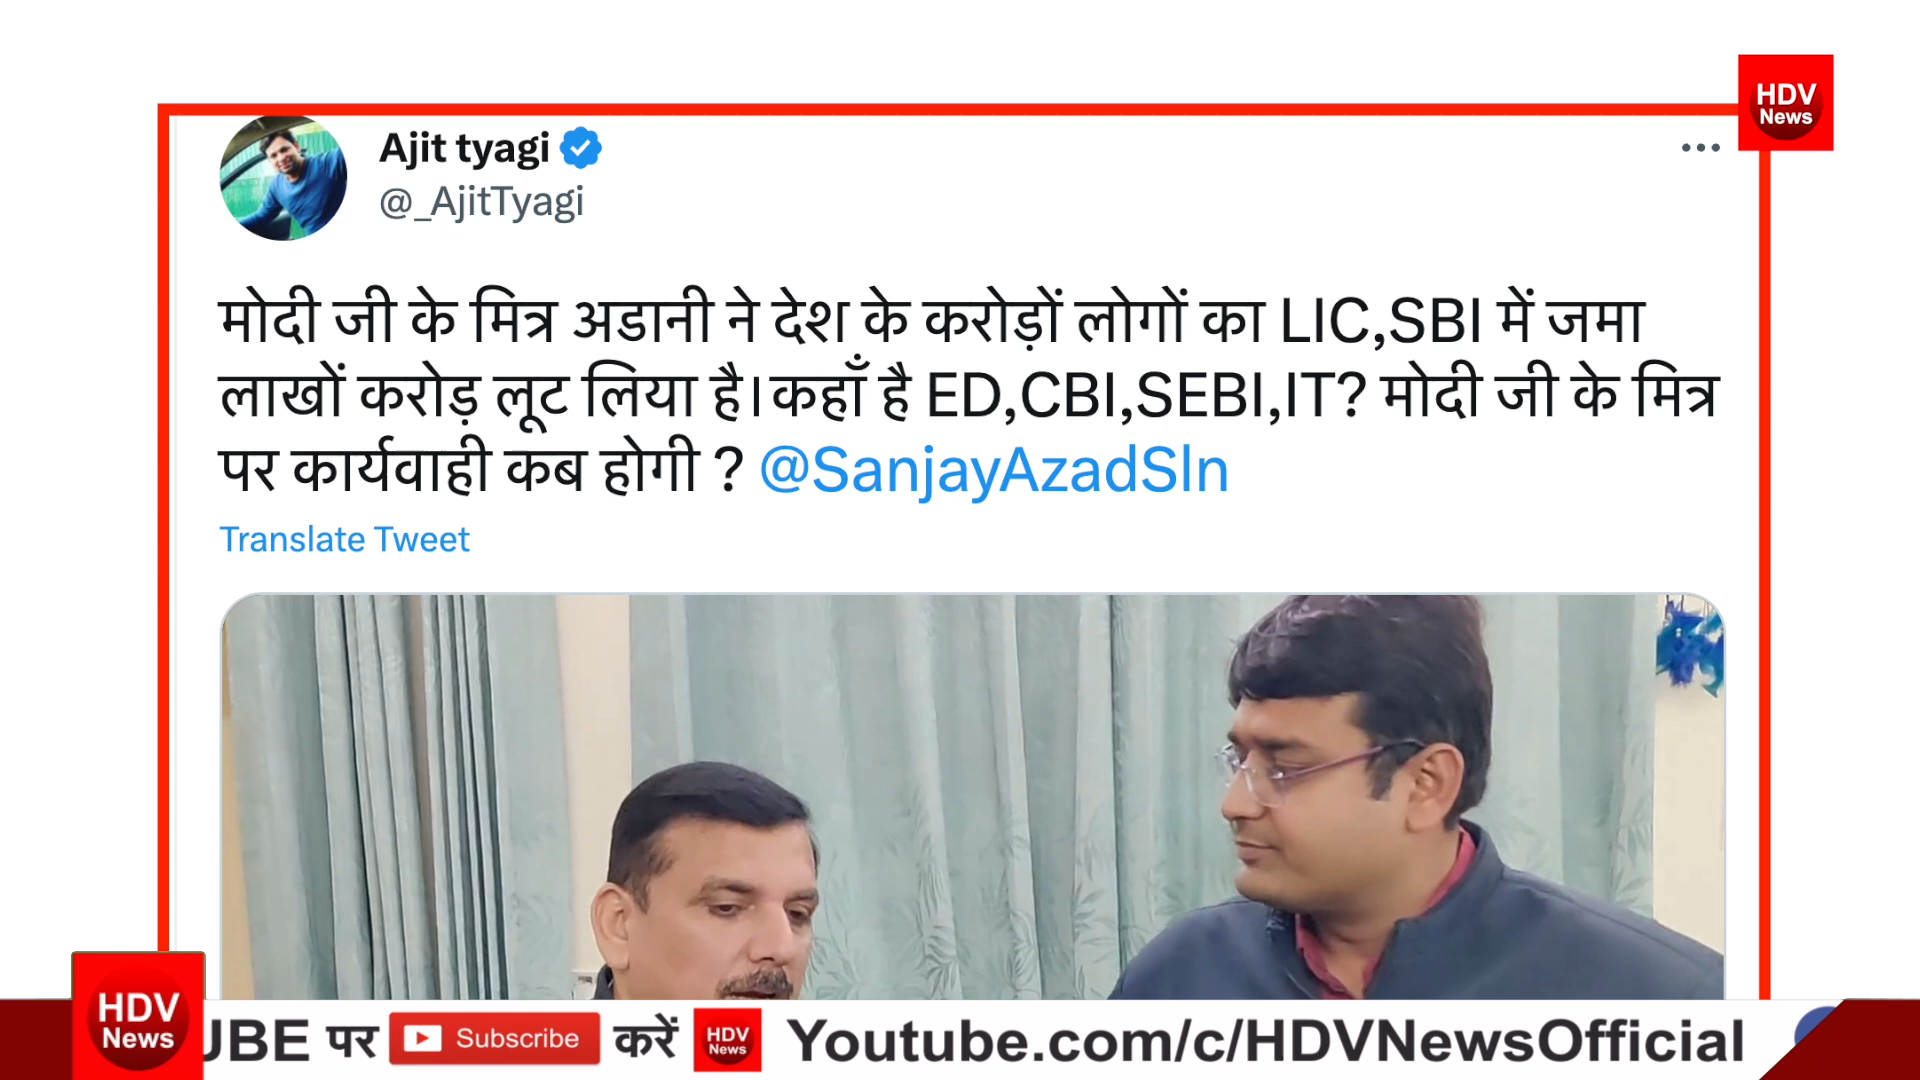 HDV
News
Ajit tyagi
@_AjitTyagi
मोदी जी के मित्र अडानी ने देश के करोड़ों लोगों का LIC,SBI में जमा
लाखों करोड़ लूट लिया है।कहाँ है ED,CBI,SEBI,IT? मोदी जी के मित्र
पर कार्यवाही कब होगी ? @SanjayAzadSln
Translate Tweet
HDV
News
UBE पर Subscribe करें HDV News Youtube.com/c/HDVNewsOfficial